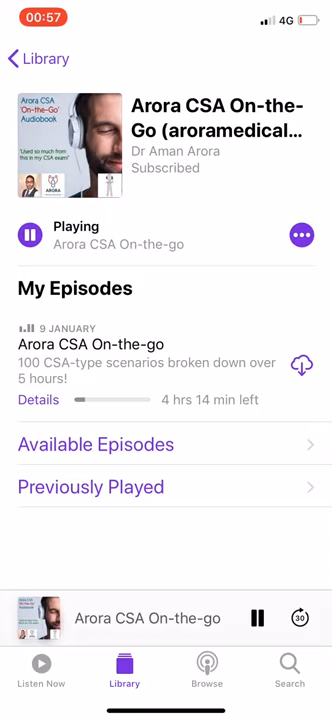 00:57
4G
Library
Arora CSA
'On-the-Go'
Audiobook
'Used so much from
this in my CSA exam!'
ARORA
Arora CSA On-the-
Go (aroramedical...
Dr Aman Arora
Subscribed
Playing
Arora CSA On-the-go
My Episodes
9 JANUARY
Arora CSA On-the-go
100 CSA-type scenarios broken down over
5 hours!
Details
4 hrs 14 min left
Available Episodes
Previously Played
Arora CSA On-the-go
30
Listen Now
Library
Browse
Search